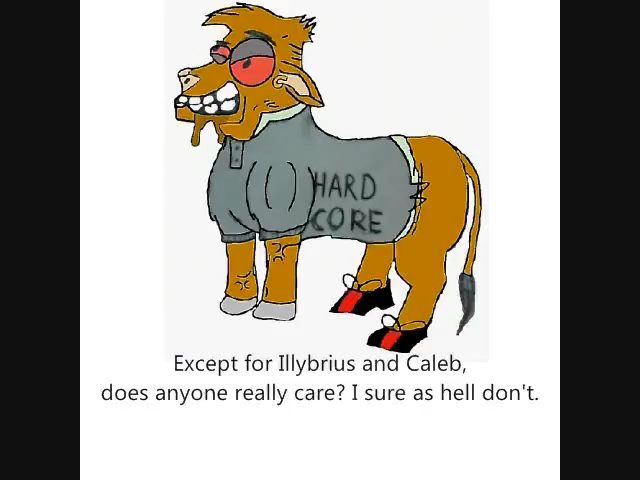 HARD
CORE
Except for Illybrius and Caleb,
does anyone really care? I sure as hell don't.